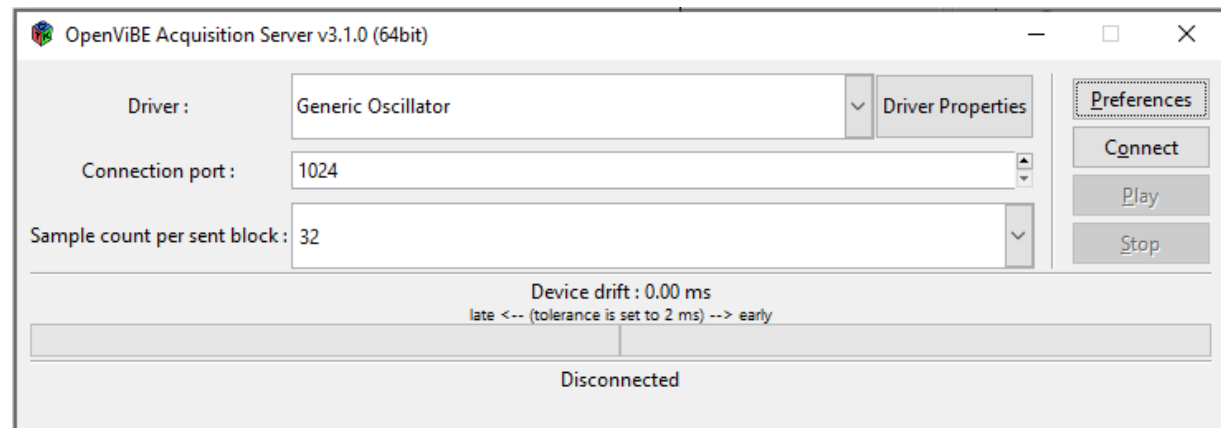 OpenViBE Acquisition Server v3.1.0 (64bit)
Driver :
Generic Oscillator
Driver Properties
Preferences
Connection port :
1024
Connect
Play
Sample count per sent block :
32
Stop
Device drift : 0.00 ms
late <-- (tolerance is set to 2 ms) --> early
Disconnected